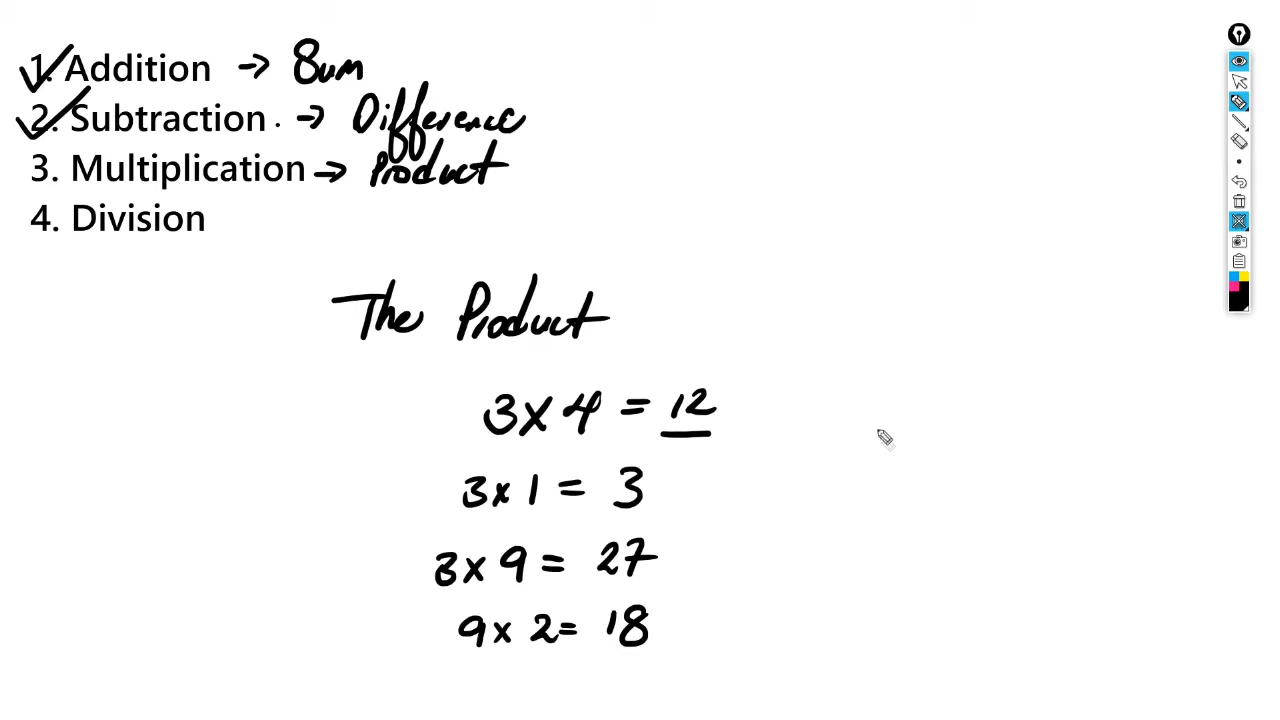 1. Addition → Sum
2. Subtraction . → Difference
3. Multiplication → Product
4. Division
The Product
3 x 4 = 12
3 x 1 = 3
3 x 9 = 27
9 x 2 = 18